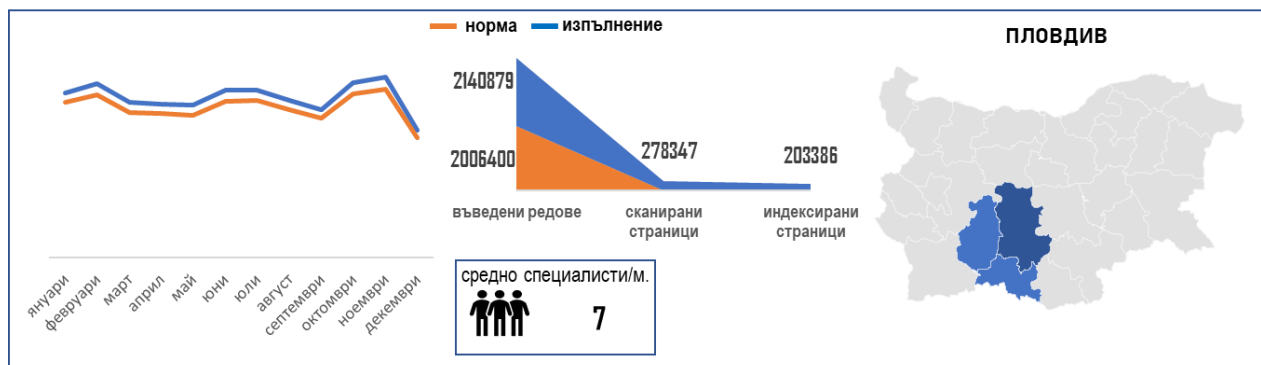 норма
изпълнение
ПЛОВДИВ
2140879
2006400
278347
203386
въведени редове
сканирани
страници
индексирани
страници
януари
февруари
март
април
май
юни
юли
август
септември
октомври
ноември
декември
средно специалисти/м.
7